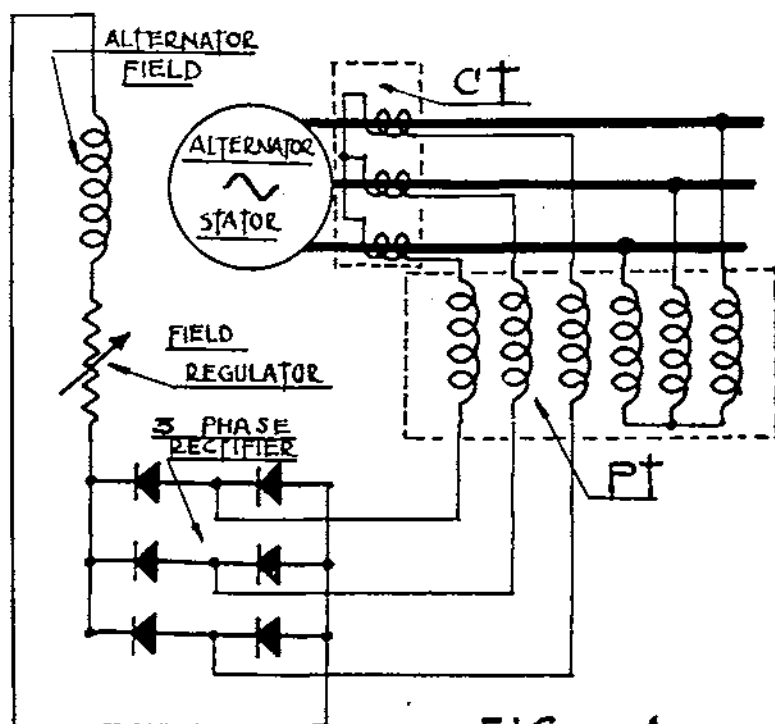 ALTERNATOR
FIELD
CT
ALTERNATOR
STATOR
FIELD
REGULATOR
3 PHASE
RECTIFIER
PT